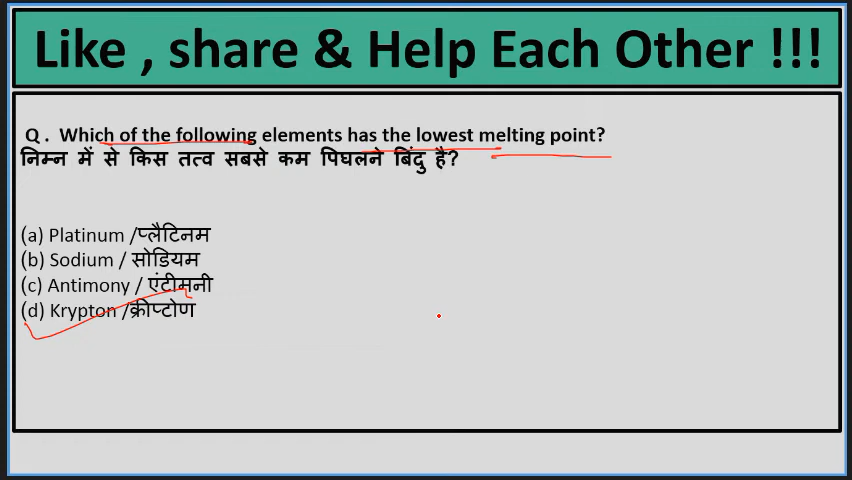 Like , share & Help Each Other !!!
Q . Which of the following elements has the lowest melting point?
निम्न में से किस तत्व सबसे कम पिघलने बिंदु है?
(a) Platinum /प्लैटिनम
(b) Sodium / सोडियम
(c) Antimony / एंटीमनी
(d) Krypton /क्रीप्टोण